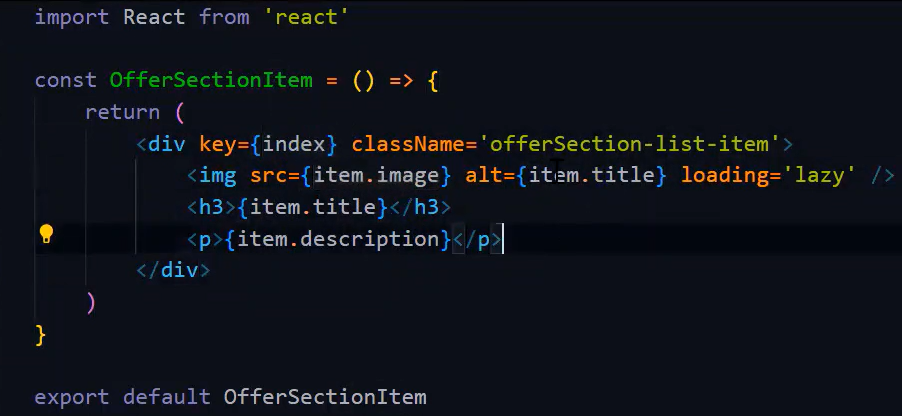 import React from 'react'
const OfferSectionItem = () => {
return (
<div key={index} className='offerSection-list-item'>
<img src={item.image} alt={item.title} loading='lazy' />
<h3>{item.title}</h3>
<p>{item.description}</p>
</div>
)
}
export default OfferSectionItem